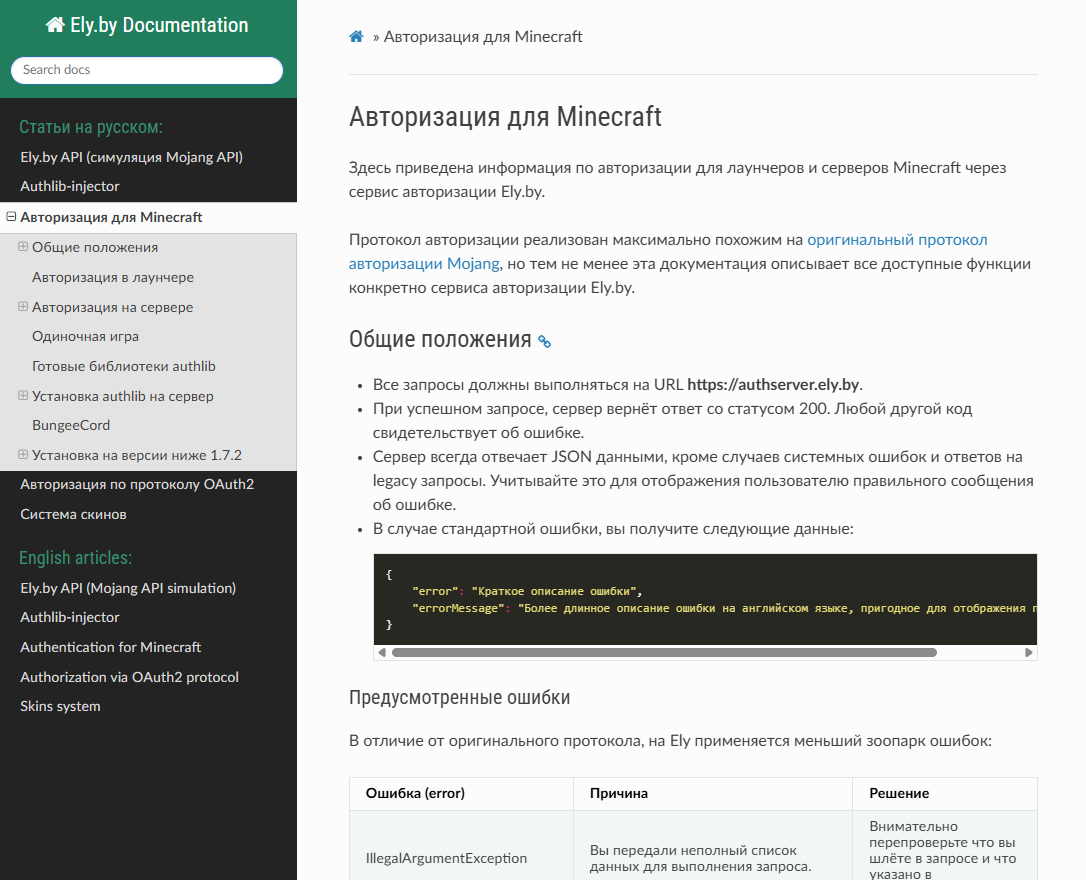 Ely.by Documentation
Search docs
Статьи на русском:
Ely.by API (симуляция Mojang API)
Authlib-injector
Авторизация для Minecraft
Общие положения
Авторизация в лаунчере
Авторизация на сервере
Одиночная игра
Готовые библиотеки authlib
Установка authlib на сервер
BungeeCord
Установка на версии ниже 1.7.2
Авторизация по протоколу OAuth2
Система скинов
English articles:
Ely.by API (Mojang API simulation)
Authlib-injector
Authentication for Minecraft
Authorization via OAuth2 protocol
Skins system
» Авторизация для Minecraft
Авторизация для Minecraft
Здесь приведена информация по авторизации для лаунчеров и серверов Minecraft через
сервис авторизации Ely.by.
Протокол авторизации реализован максимально похожим на оригинальный протокол
авторизации Mojang, но тем не менее эта документация описывает все доступные функции
конкретно сервиса авторизации Ely.by.
Общие положения
• Все запросы должны выполняться на URL https://authserver.ely.by.
• При успешном запросе, сервер вернёт ответ со статусом 200. Любой другой код
свидетельствует об ошибке.
• Сервер всегда отвечает JSON данными, кроме случаев системных ошибок и ответов на
legacy запросы. Учитывайте это для отображения пользователю правильного сообщения
об ошибке.
• В случае стандартной ошибки, вы получите следующие данные:
{
"error": "Краткое описание ошибки",
"errorMessage": "Более длинное описание ошибки на английском языке, пригодное для отображения
}
Предусмотренные ошибки
В отличие от оригинального протокола, на Ely применяется меньший зоопарк ошибок:
Ошибка (error)
Причина
Решение
IllegalArgumentException
Вы передали неполный список
данных для выполнения запроса.
Внимательно
перепроверьте что вы
шлёте в запросе и что
указано в